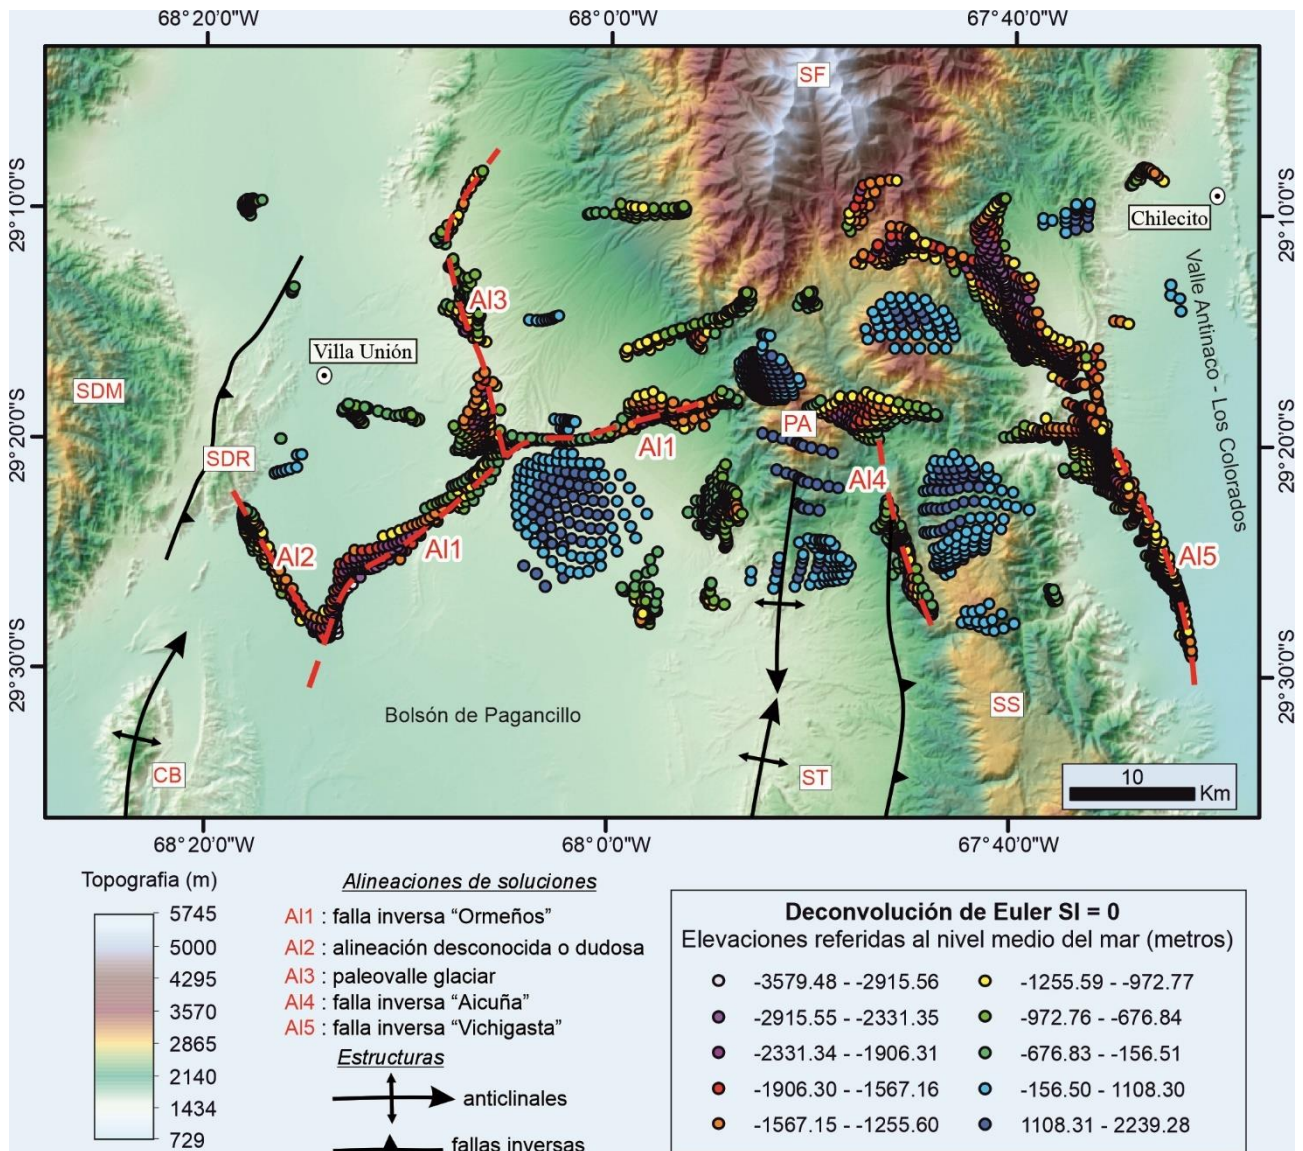 68°20'0"W 68°0'0"W 67°40'0"W
SF
29°10'0"S
29°10'0"S
Chilecito
Valle Antinaco - Los Colorados
Al3
Villa Unión
SDM
PA
29°20'0"S
29°20'0"S
Al1
SDR
Al4
Al1
Al2
Al5
29°30'0"S
29°30'0"S
Bolsón de Pagancillo
SS
CB
ST
10
Km
68°20'0"W 68°0'0"W 67°40'0"W
Topografia (m)
5745
5000
4295
3570
2865
2140
1434
729
Alineaciones de soluciones
Al1 : falla inversa “Ormeños”
Al2 : alineación desconocida o dudosa
Al3 : paleovalle glaciar
Al4 : falla inversa “Aicuña”
Al5 : falla inversa “Vichigasta”
Estructuras
anticlinales
fallas inversas
Deconvolución de Euler SI = 0
Elevaciones referidas al nivel medio del mar (metros)
-3579.48 - -2915.56
-2915.55 - -2331.35
-2331.34 - -1906.31
-1906.30 - -1567.16
-1567.15 - -1255.60
-1255.59 - -972.77
-972.76 - -676.84
-676.83 - -156.51
-156.50 - 1108.30
1108.31 - 2239.28